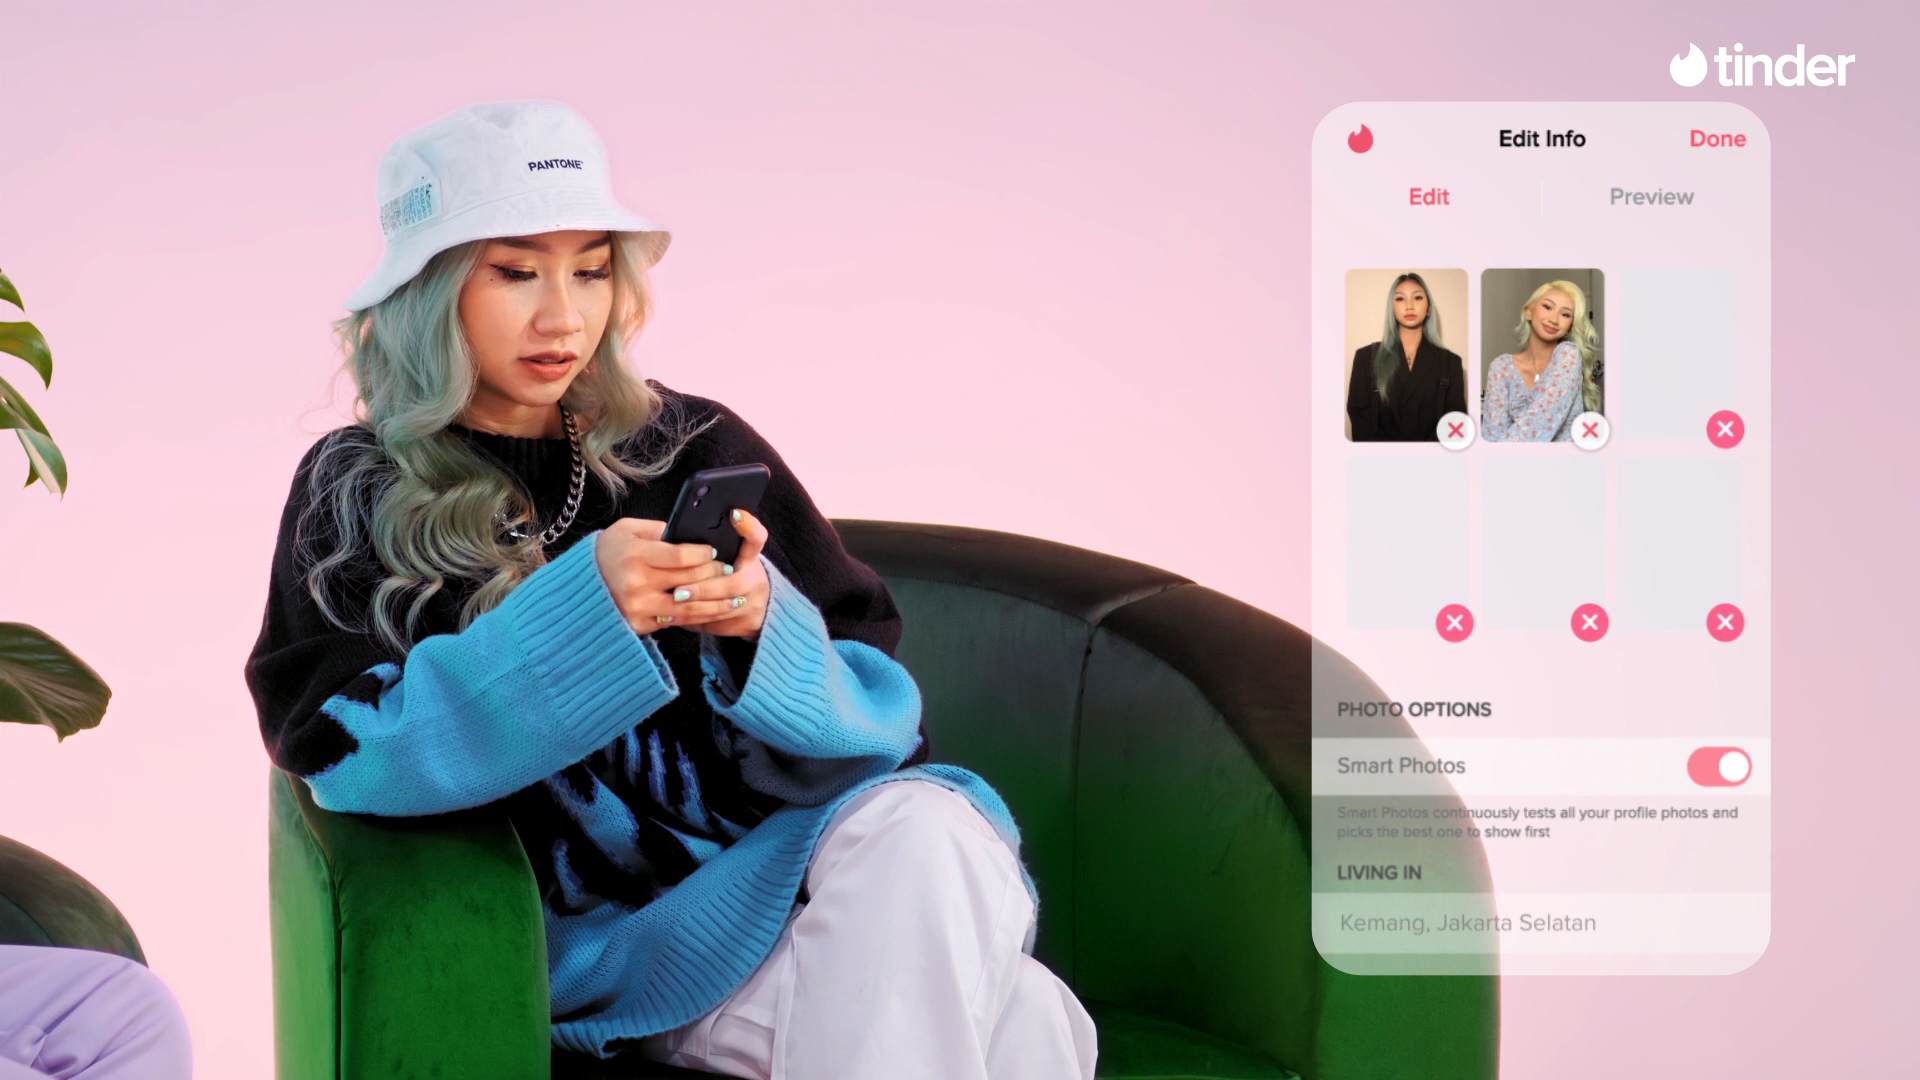 tinder
PANTONE
Edit Info
Done
Edit
Preview
PHOTO OPTIONS
Smart Photos
Smart Photos continuously tests all your profile photos and
picks the best one to show first
LIVING IN
Kemang, Jakarta Selatan